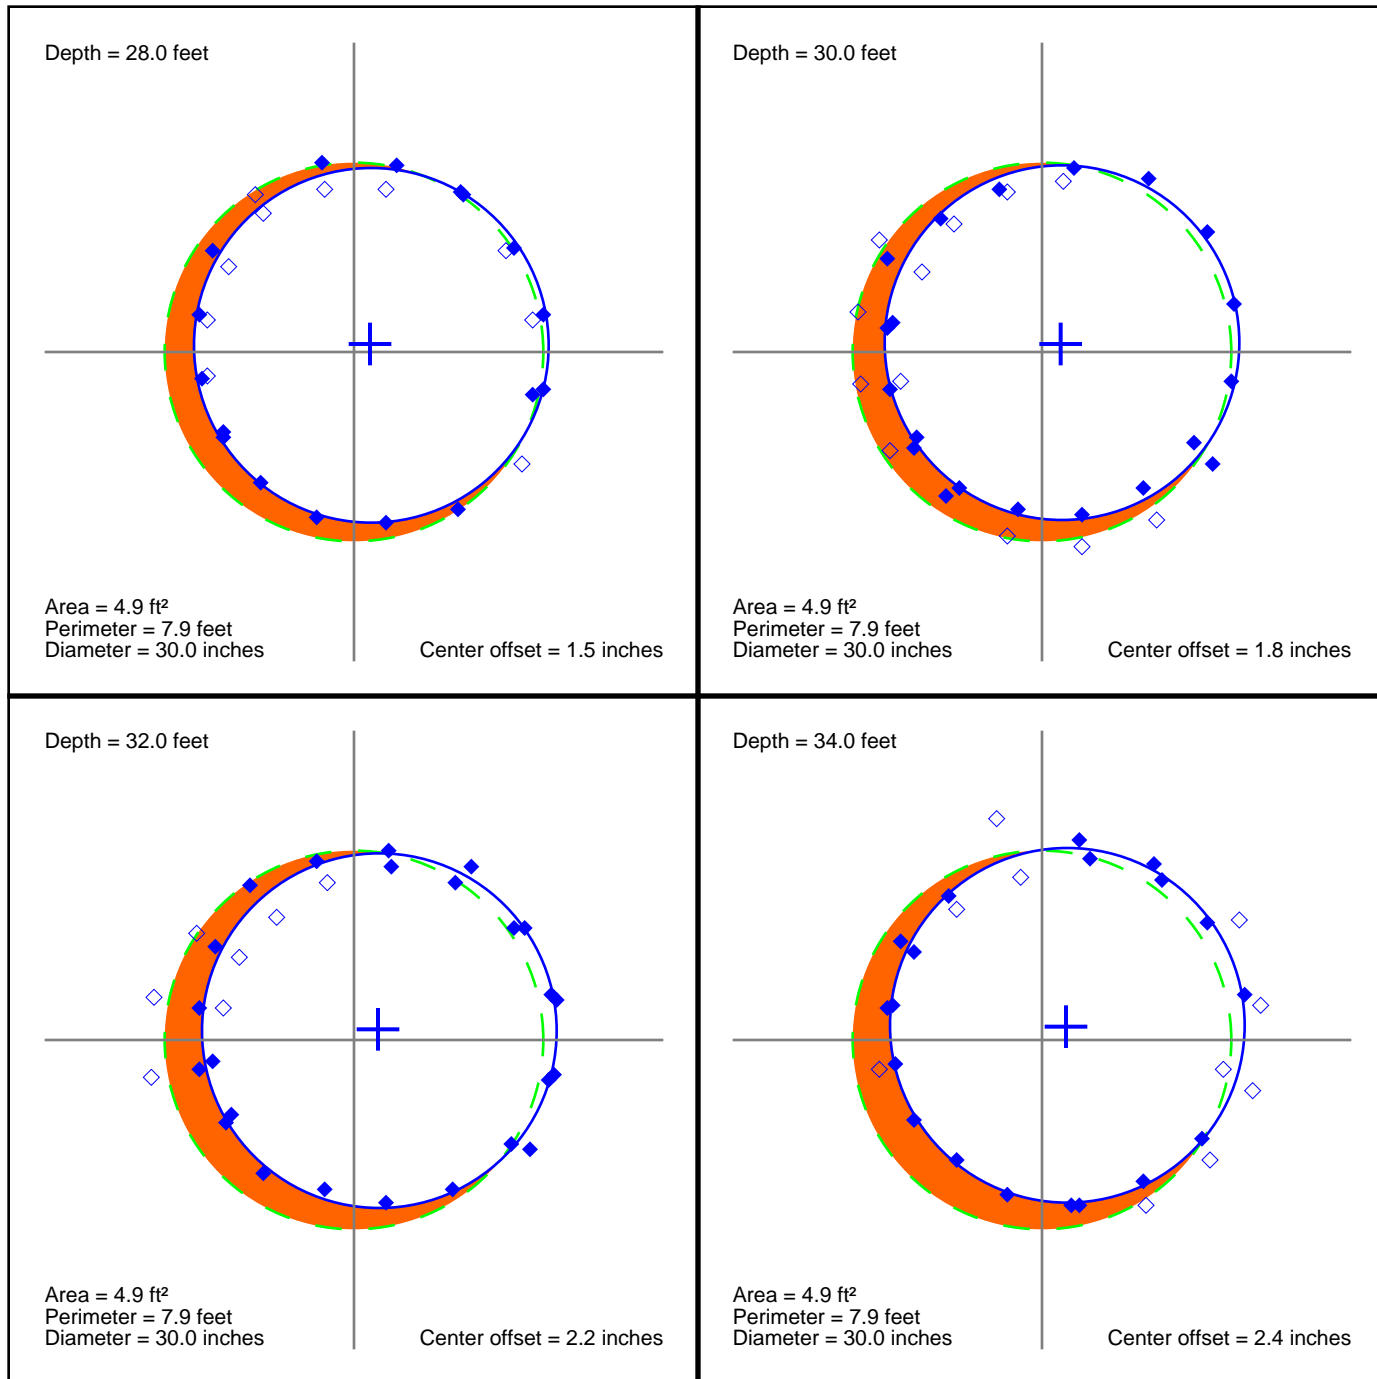 Depth = 28.0 feet
Area = 4.9 ft²
Perimeter = 7.9 feet
Diameter = 30.0 inches
Center offset = 1.5 inches
Depth = 30.0 feet
Area = 4.9 ft²
Perimeter = 7.9 feet
Diameter = 30.0 inches
Center offset = 1.8 inches
Depth = 32.0 feet
Area = 4.9 ft²
Perimeter = 7.9 feet
Diameter = 30.0 inches
Center offset = 2.2 inches
Depth = 34.0 feet
Area = 4.9 ft²
Perimeter = 7.9 feet
Diameter = 30.0 inches
Center offset = 2.4 inches